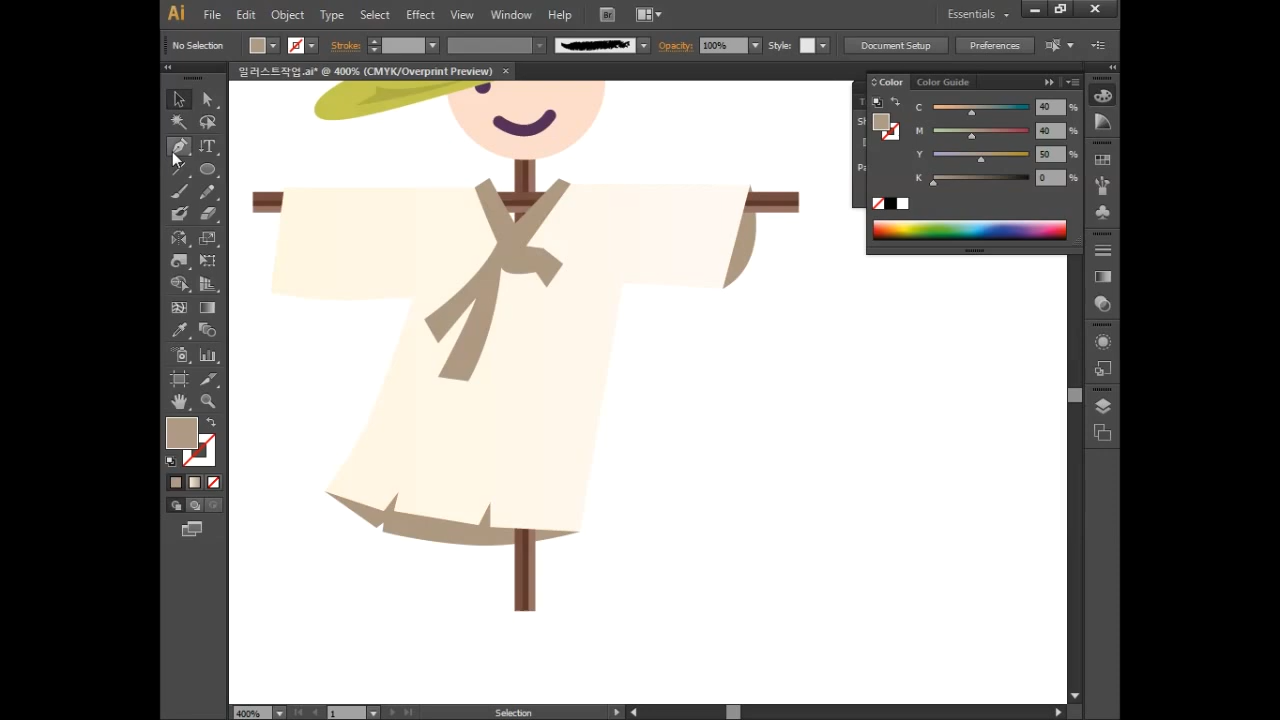 Ai File Edit Object Type Select Effect View Window Help Br Essentials
No Selection Stroke: Opacity: 100% Style: Document Setup Preferences
일러스트작업.ai* @ 400% (CMYK/Overprint Preview) ×
Color Color Guide
C 40 %
M 40 %
Y 50 %
K 0 %
400% 1 Selection